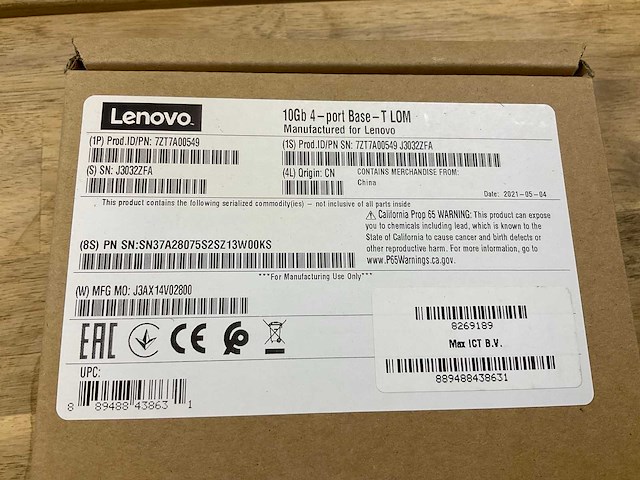 Lenovo
10Gb 4-port Base-T LOM
Manufactured for Lenovo
(1P) Prod.ID/PN: 7ZT7A00549
(1S) Prod.ID/PN SN: 7ZT7A00549 J3032ZFA
(S) SN: J3032ZFA
(4L) Origin: CN
CONTAINS MERCHANDISE FROM:
China
Date: 2021-05-04
This product contains the following serialized commodity(ies) - not inclusive of all parts inside
⚠ California Prop 65 WARNING: This product can expose
you to chemicals including lead, which is known to the
State of California to cause cancer and birth defects or
other reproductive harm. For more information, go to
www.P65Warnings.ca.gov.
(8S) PN SN:SN37A28075S2SZ13W00KS
***For Manufacturing Use Only***
(W) MFG MO: J3AX14V02800
EAC
CE
UPC:
8 89488 43863 1
8269189
Max ICT B.V.
889488438631